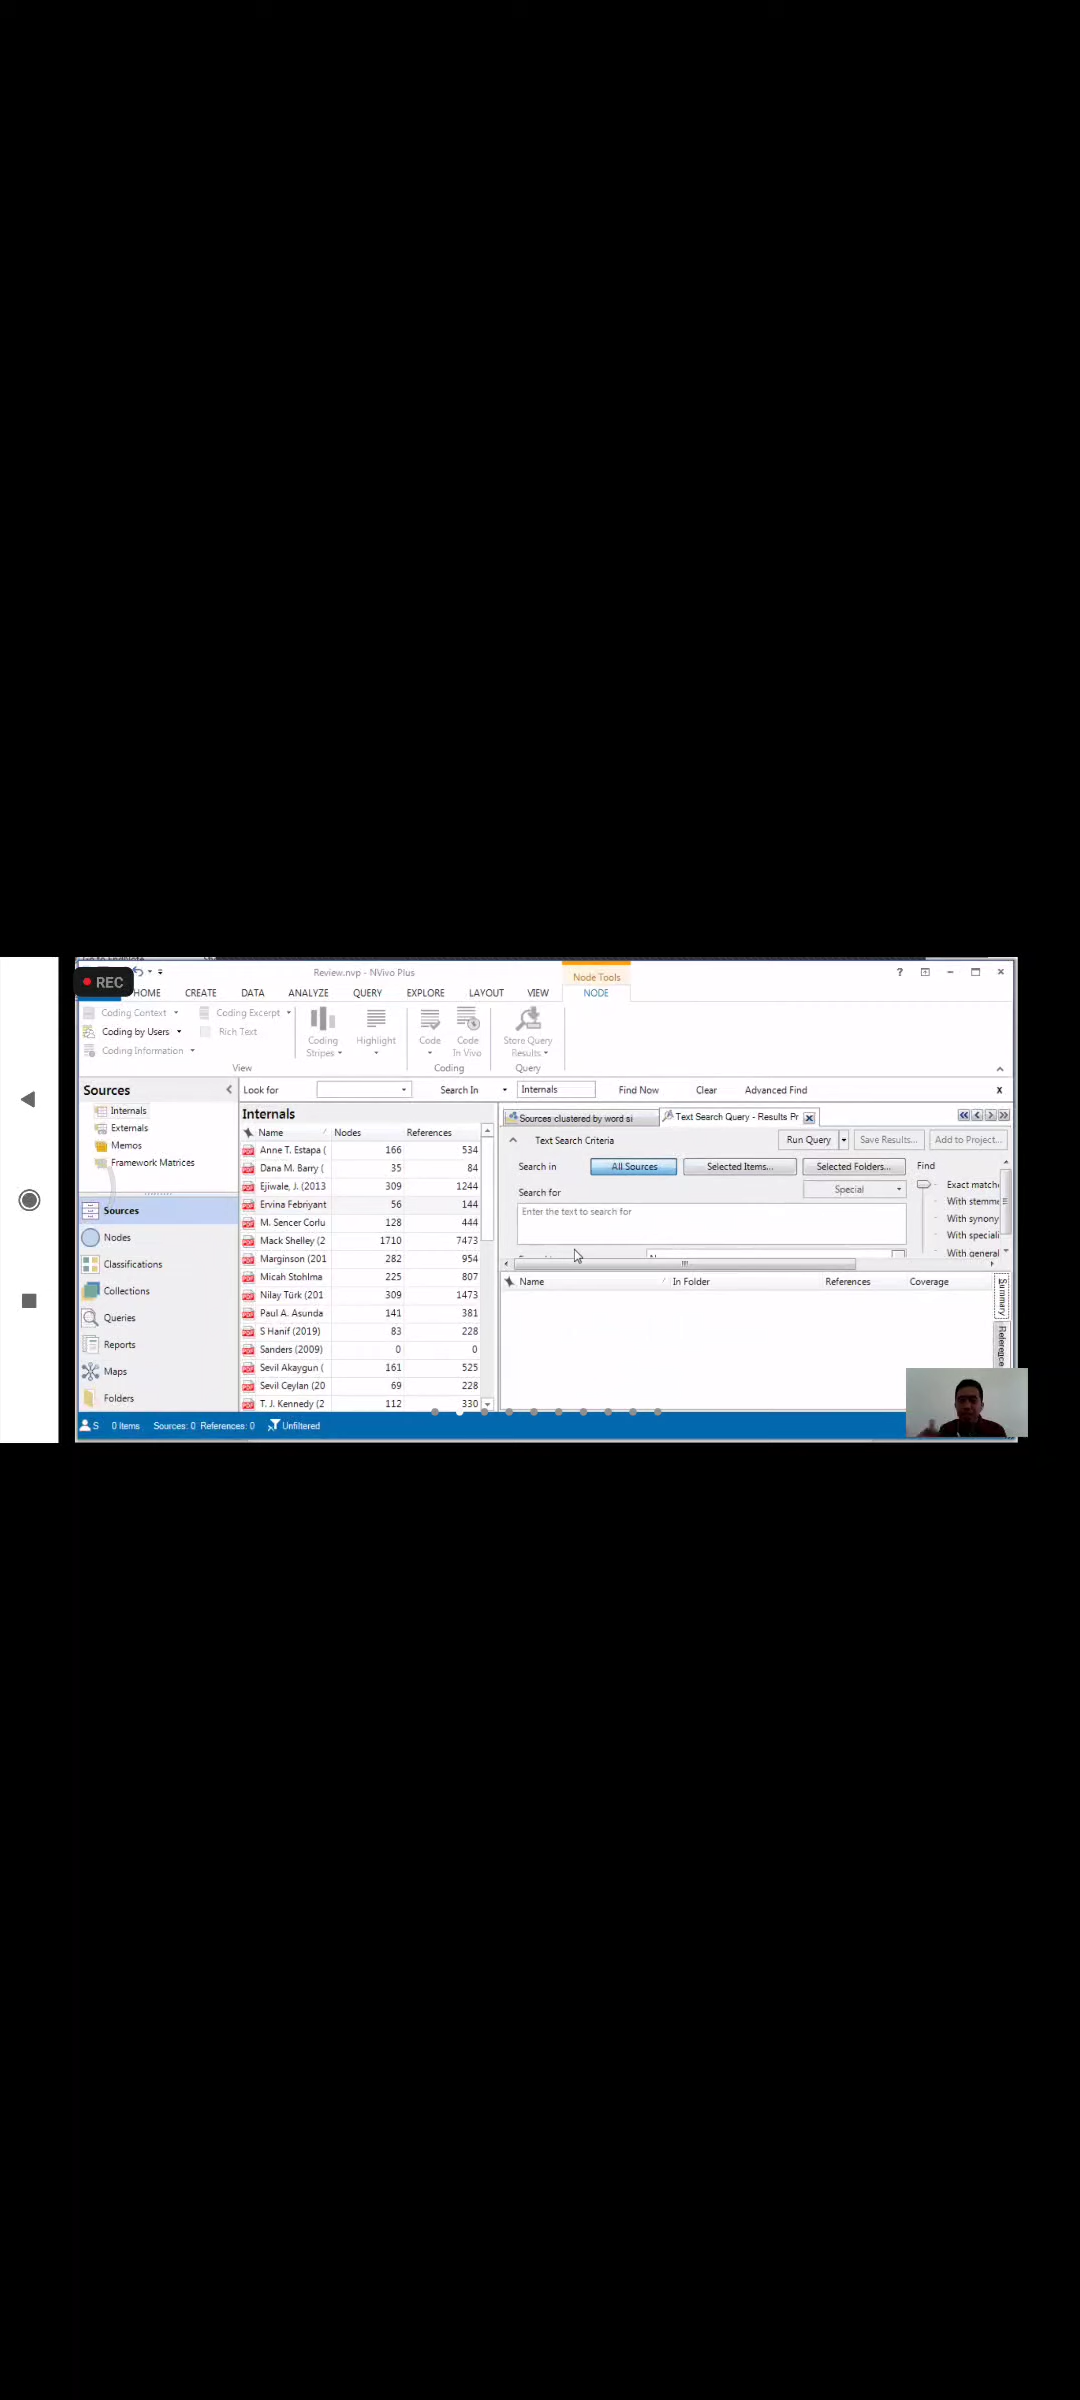 REC
Review.nvp - NVivo Plus
Node Tools
HOME CREATE DATA ANALYZE QUERY EXPLORE LAYOUT VIEW NODE
Coding Context Coding Excerpt
Coding by Users Rich Text
Coding Information
Coding Stripes Highlight Code Code In Vivo Store Query Results
View Coding Query
Sources
Look for Search In Internals Find Now Clear Advanced Find x
Internals
Externals
Memos
Framework Matrices
Sources
Nodes
Classifications
Collections
Queries
Reports
Maps
Folders
Internals
Name Nodes References
Anne T. Estapa ( 166 534
Dana M. Barry ( 35 84
Ejiwale, J. (2013 309 1244
Ervina Febriyant 56 144
M. Sencer Corlu 128 444
Mack Shelley (2 1710 7473
Marginson (201 282 954
Micah Stohlma 225 807
Nilay Türk (201 309 1473
Paul A. Asunda 141 381
S Hanif (2019) 83 228
Sanders (2009) 0 0
Sevil Akaygun ( 161 525
Sevil Ceylan (20 69 228
T. J. Kennedy (2 112 330
Sources clustered by word si Text Search Query - Results Pr
Text Search Criteria Run Query Save Results... Add to Project...
Search in All Sources Selected Items... Selected Folders... Find
Search for Special
Enter the text to search for
Exact match
With stemme
With synony
With speciali
With general
Name In Folder References Coverage
Summary
Reference
S 0 Items Sources: 0 References: 0 Unfiltered